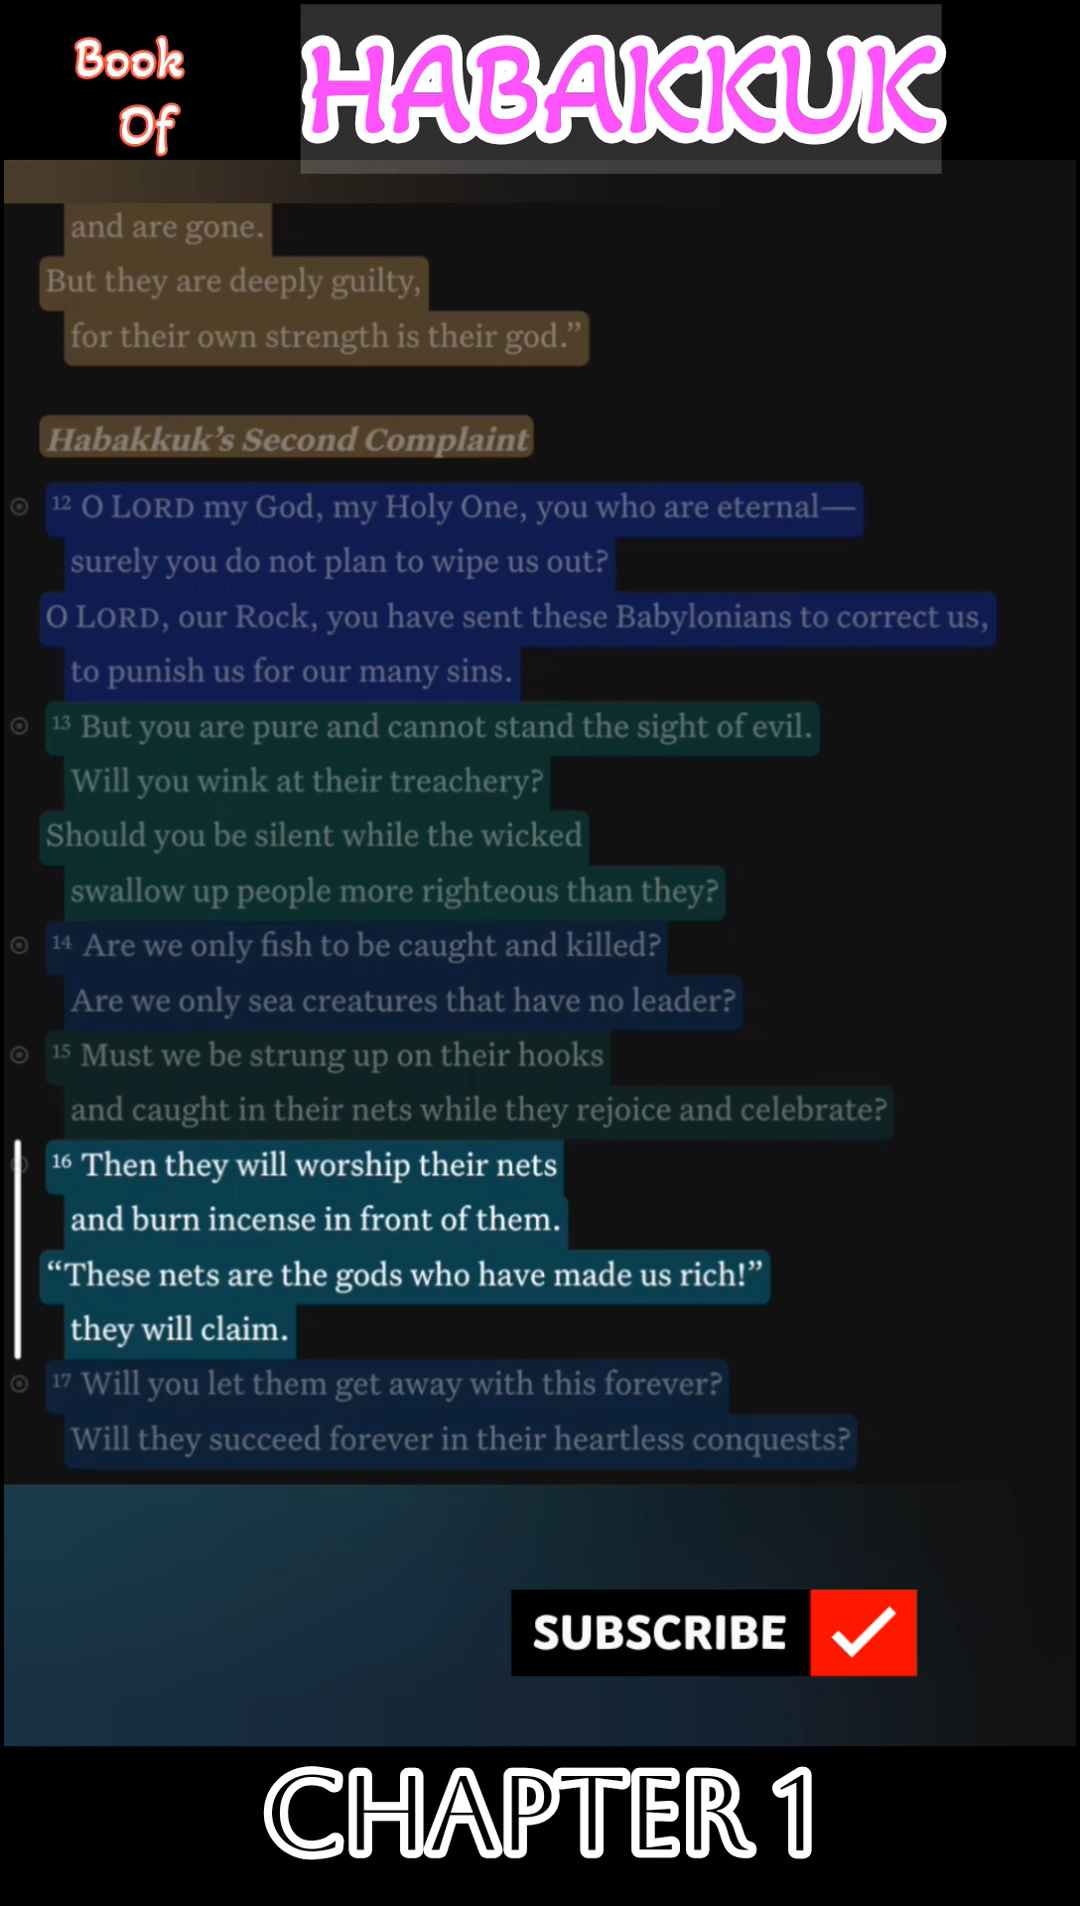 Book
Of
HABAKKUK
and are gone.
But they are deeply guilty,
for their own strength is their god.”
Habakkuk’s Second Complaint
12 O LORD my God, my Holy One, you who are eternal—
surely you do not plan to wipe us out?
O LORD, our Rock, you have sent these Babylonians to correct us,
to punish us for our many sins.
13 But you are pure and cannot stand the sight of evil.
Will you wink at their treachery?
Should you be silent while the wicked
swallow up people more righteous than they?
14 Are we only fish to be caught and killed?
Are we only sea creatures that have no leader?
15 Must we be strung up on their hooks
and caught in their nets while they rejoice and celebrate?
16 Then they will worship their nets
and burn incense in front of them.
“These nets are the gods who have made us rich!”
they will claim.
17 Will you let them get away with this forever?
Will they succeed forever in their heartless conquests?
SUBSCRIBE
CHAPTER 1